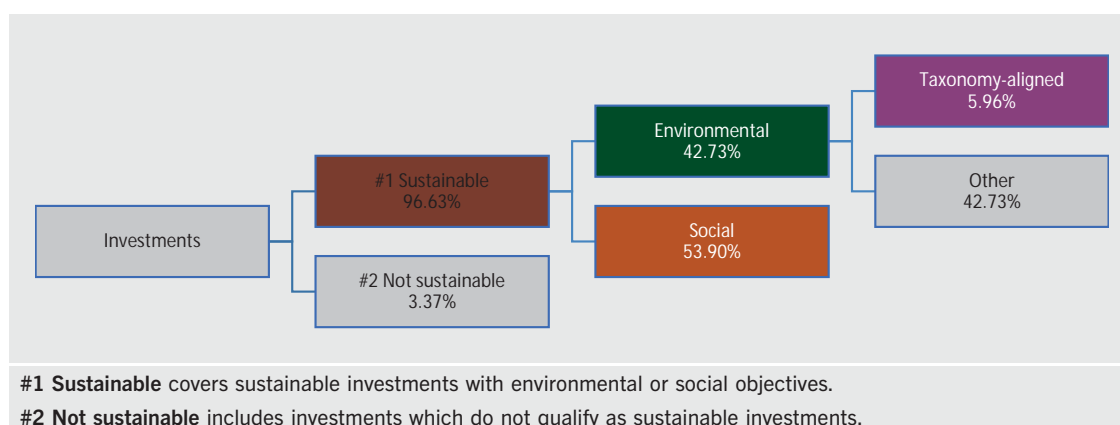 Investments
#1 Sustainable
96.63%
#2 Not sustainable
3.37%
Environmental
42.73%
Social
53.90%
Taxonomy-aligned
5.96%
Other
42.73%
#1 Sustainable covers sustainable investments with environmental or social objectives.
#2 Not sustainable includes investments which do not qualify as sustainable investments.